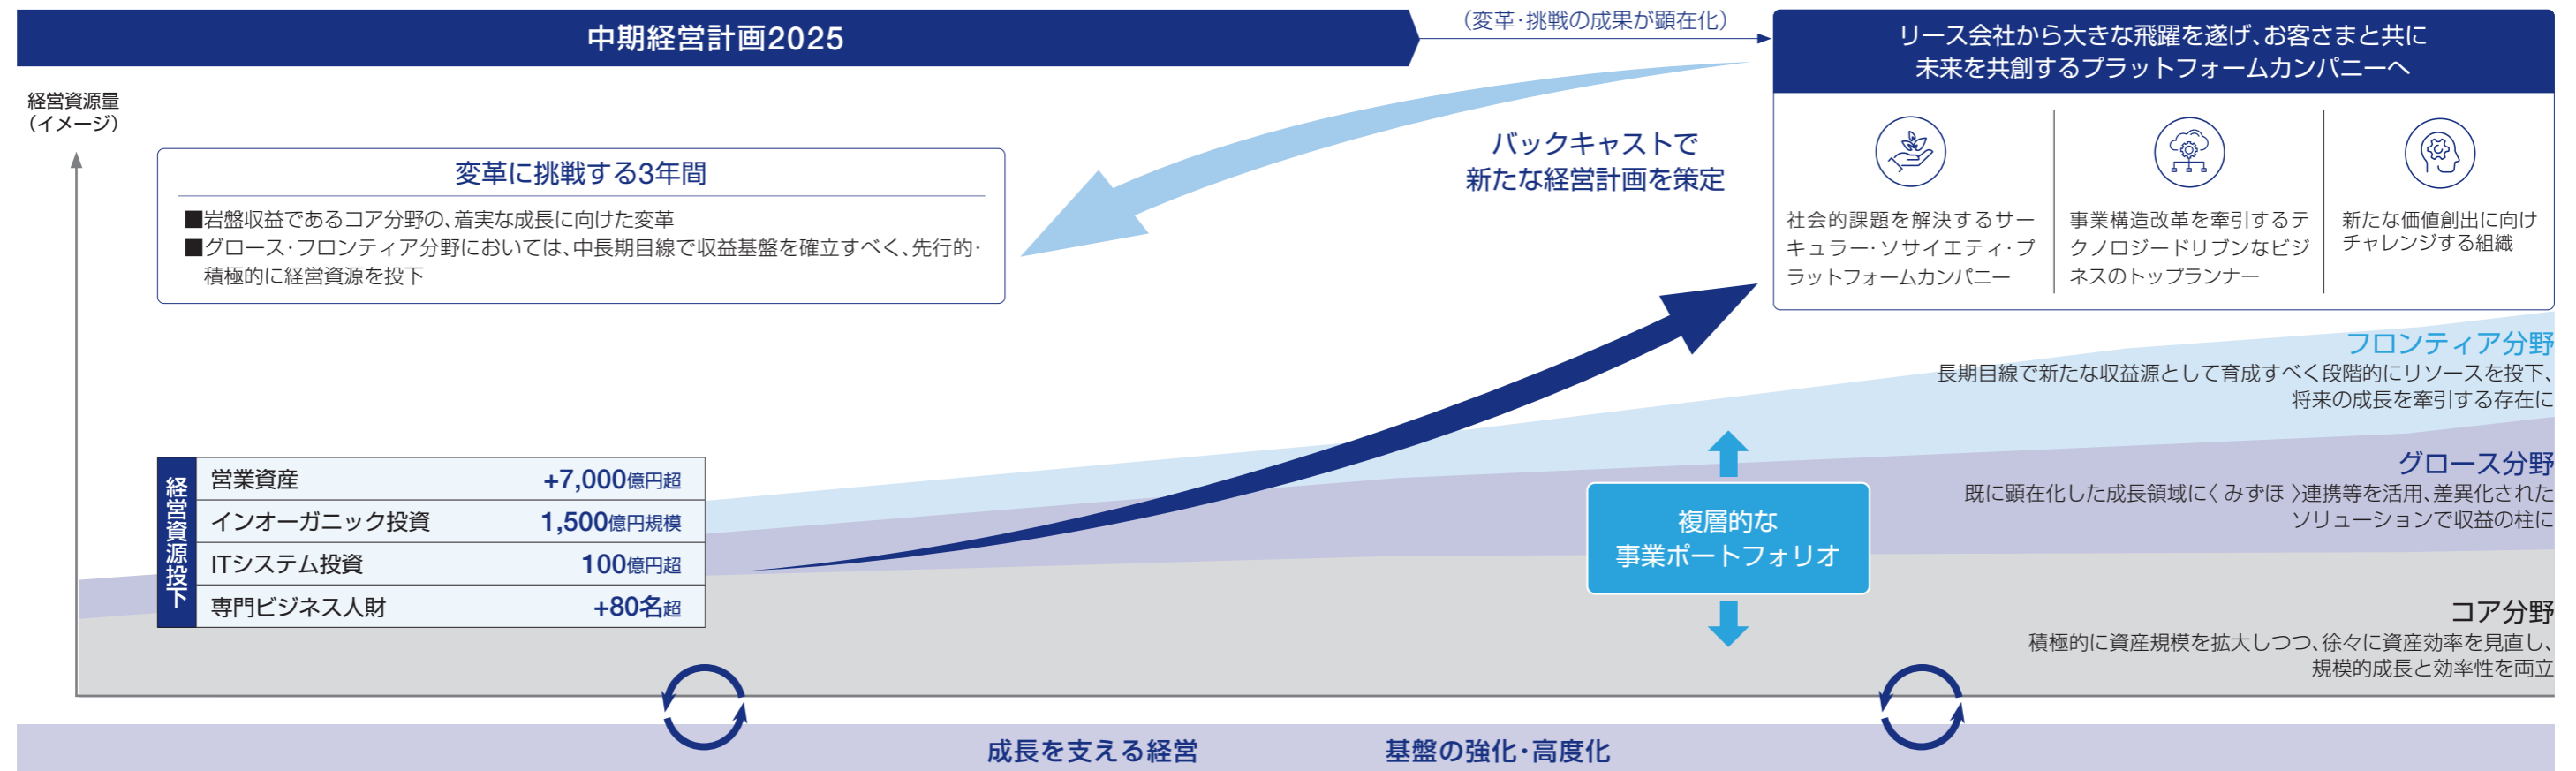 中期経営計画2025
（変革・挑戦の成果が顕在化）
リース会社から大きな飛躍を遂げ、お客さまと共に
未来を共創するプラットフォームカンパニーへ
経営資源量
（イメージ）
変革に挑戦する3年間
■岩盤収益であるコア分野の、着実な成長に向けた変革
■グロース・フロンティア分野においては、中長期目線で収益基盤を確立すべく、先行的・
積極的に経営資源を投下
バックキャストで
新たな経営計画を策定
社会的課題を解決するサー
キュラー・ソサイエティ・プ
ラットフォームカンパニー
事業構造改革を牽引するテ
クノロジードリブンなビジ
ネスのトップランナー
新たな価値創出に向け
チャレンジする組織
フロンティア分野
長期目線で新たな収益源として育成すべく段階的にリソースを投下、
将来の成長を牽引する存在に
グロース分野
既に顕在化した成長領域に〈みずほ〉連携等を活用、差異化された
ソリューションで収益の柱に
コア分野
積極的に資産規模を拡大しつつ、徐々に資産効率を見直し、
規模的成長と効率性を両立
経営資源投下
営業資産 +7,000億円超
インオーガニック投資 1,500億円規模
ITシステム投資 100億円超
専門ビジネス人財 +80名超
複層的な
事業ポートフォリオ
成長を支える経営 基盤の強化・高度化